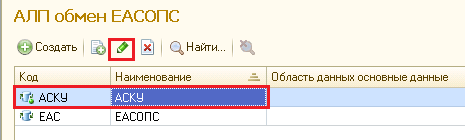 АЛП обмен ЕАСОПС
Создать Найти...
Код Наименование Область данных основные данные
АСКУ АСКУ
ЕАС ЕАСОПС